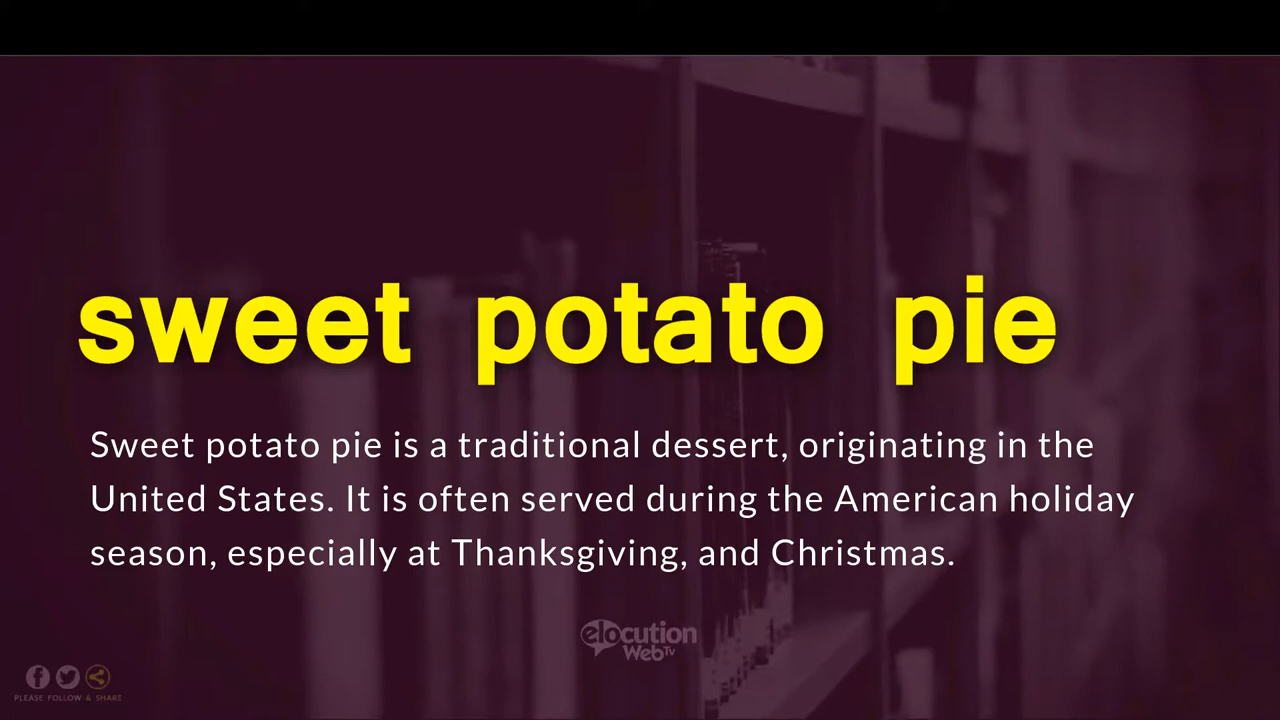 sweet potato pie
Sweet potato pie is a traditional dessert, originating in the
United States. It is often served during the American holiday
season, especially at Thanksgiving, and Christmas.
elocution
WebTv
PLEASE FOLLOW & SHARE